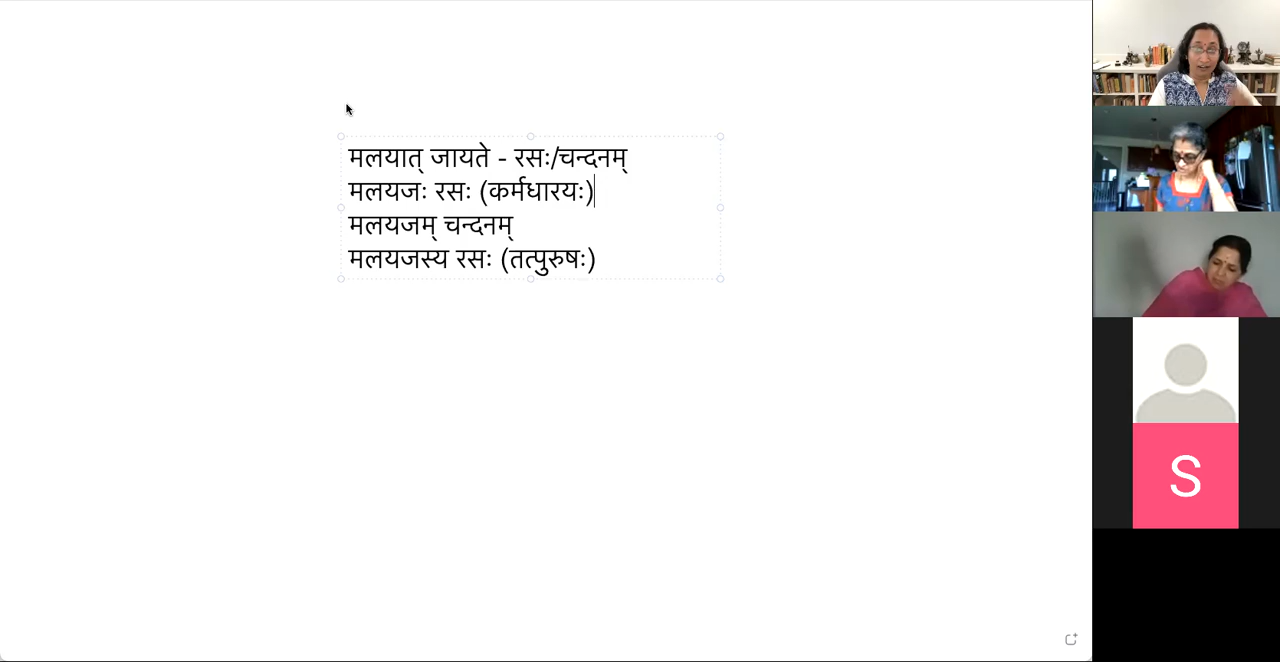 मलयात् जायते - रसः/चन्दनम्
मलयजः रसः (कर्मधारयः)
मलयजम् चन्दनम्
मलयजस्य रसः (तत्पुरुषः)
S